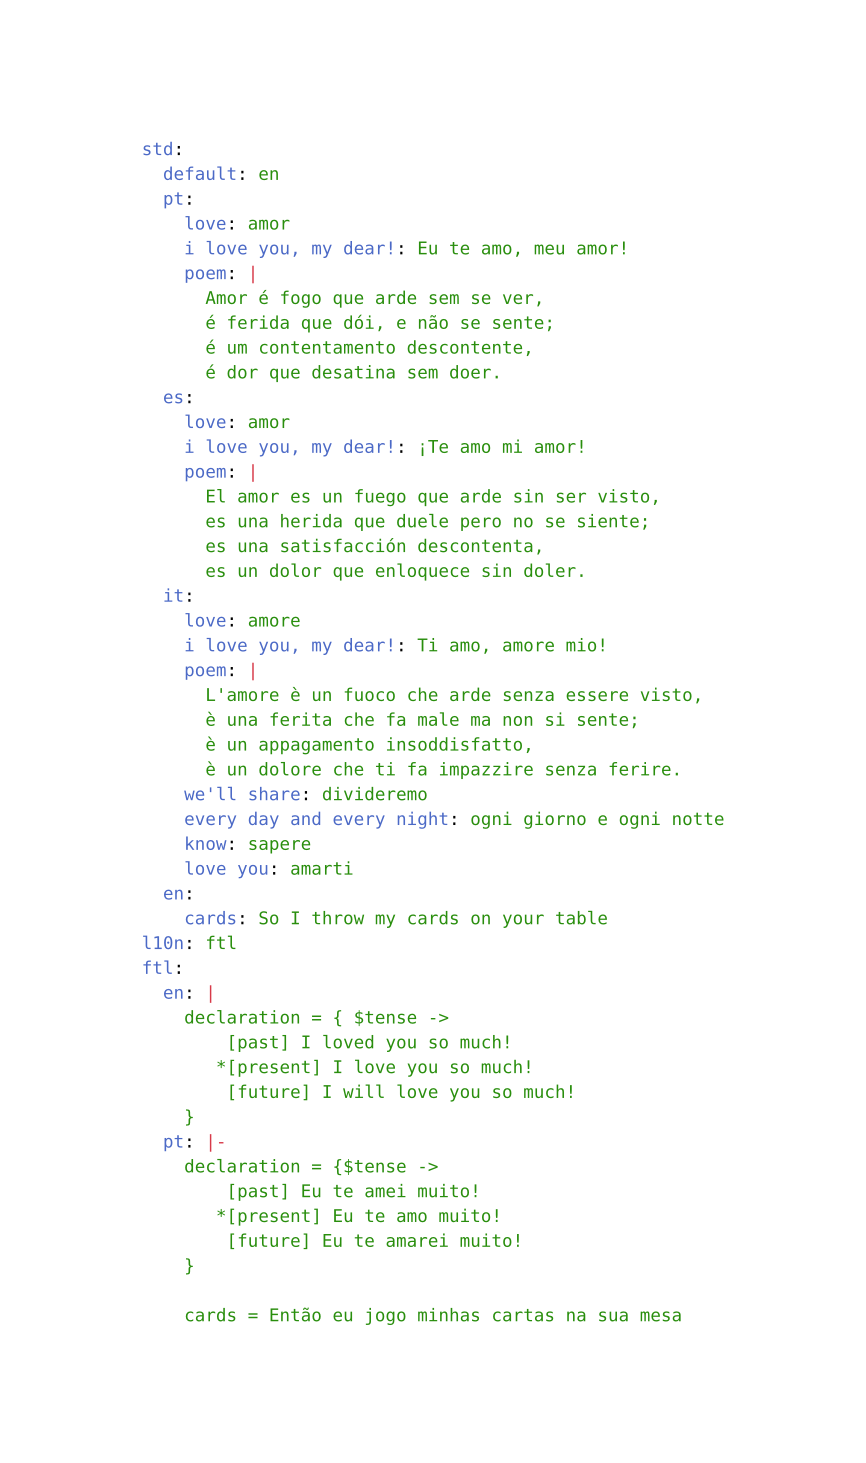 std:
  default: en
  pt:
    love: amor
    i love you, my dear!: Eu te amo, meu amor!
    poem: |
      Amor é fogo que arde sem se ver,
      é ferida que dói, e não se sente;
      é um contentamento descontente,
      é dor que desatina sem doer.
  es:
    love: amor
    i love you, my dear!: ¡Te amo mi amor!
    poem: |
      El amor es un fuego que arde sin ser visto,
      es una herida que duele pero no se siente;
      es una satisfacción descontenta,
      es un dolor que enloquece sin doler.
  it:
    love: amore
    i love you, my dear!: Ti amo, amore mio!
    poem: |
      L'amore è un fuoco che arde senza essere visto,
      è una ferita che fa male ma non si sente;
      è un appagamento insoddisfatto,
      è un dolore che ti fa impazzire senza ferire.
    we'll share: divideremo
    every day and every night: ogni giorno e ogni notte
    know: sapere
    love you: amarti
  en:
    cards: So I throw my cards on your table
l10n: ftl
ftl:
  en: |
    declaration = { $tense ->
        [past] I loved you so much!
       *[present] I love you so much!
        [future] I will love you so much!
    }
  pt: |-
    declaration = {$tense ->
        [past] Eu te amei muito!
       *[present] Eu te amo muito!
        [future] Eu te amarei muito!
    }

    cards = Então eu jogo minhas cartas na sua mesa